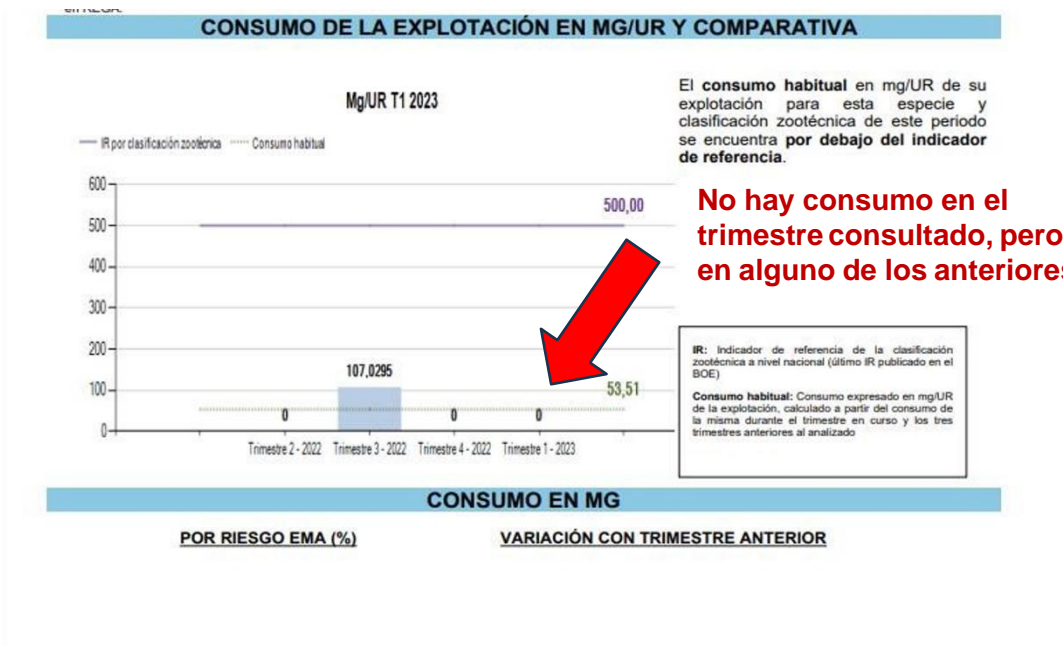 en REGA.
CONSUMO DE LA EXPLOTACIÓN EN MG/UR Y COMPARATIVA
Mg/UR T1 2023
IR por clasificación zootécnica
Consumo habitual
600
500
400
300
200
100
0
500,00
107,0295
53,51
0
0
0
Trimestre 2 - 2022
Trimestre 3 - 2022
Trimestre 4 - 2022
Trimestre 1 - 2023
El consumo habitual en mg/UR de su
explotación para esta especie y
clasificación zootécnica de este periodo
se encuentra por debajo del indicador
de referencia.
No hay consumo en el
trimestre consultado, pero
en alguno de los anteriores
IR: Indicador de referencia de la clasificación
zootécnica a nivel nacional (último IR publicado en el
BOE)
Consumo habitual: Consumo expresado en mg/UR
de la explotación, calculado a partir del consumo de
la misma durante el trimestre en curso y los tres
trimestres anteriores al analizado
CONSUMO EN MG
POR RIESGO EMA (%)
VARIACIÓN CON TRIMESTRE ANTERIOR